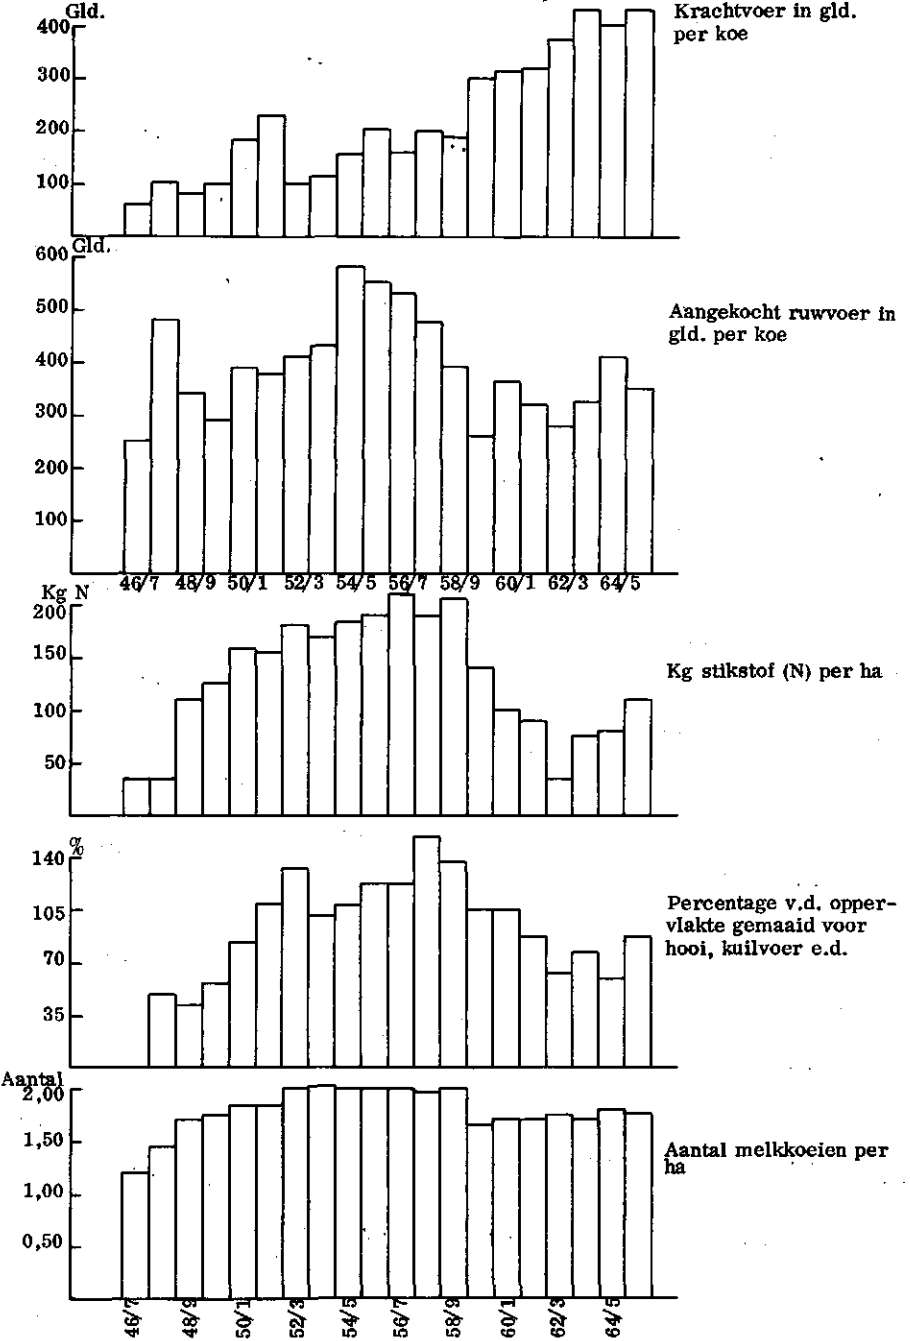 Gld.
400
300
200
100
Krachtvoer in gld.
per koe
Gld.
600
500
400
300
200
100
Aangekocht ruwvoer in
gld. per koe
46/7 48/9 50/1 52/3 54/5 56/7 58/9 60/1 62/3 64/5
Kg N
200
150
100
50
Kg stikstof (N) per ha
%
140
105
70
35
Percentage v.d. opper-
vlakte gemaaid voor
hooi, kuilvoer e.d.
Aantal
2,00
1,50
1,00
0,50
Aantal melkkoeien per
ha
46/7 48/9 50/1 52/3 54/5 56/7 58/9 60/1 62/3 64/5